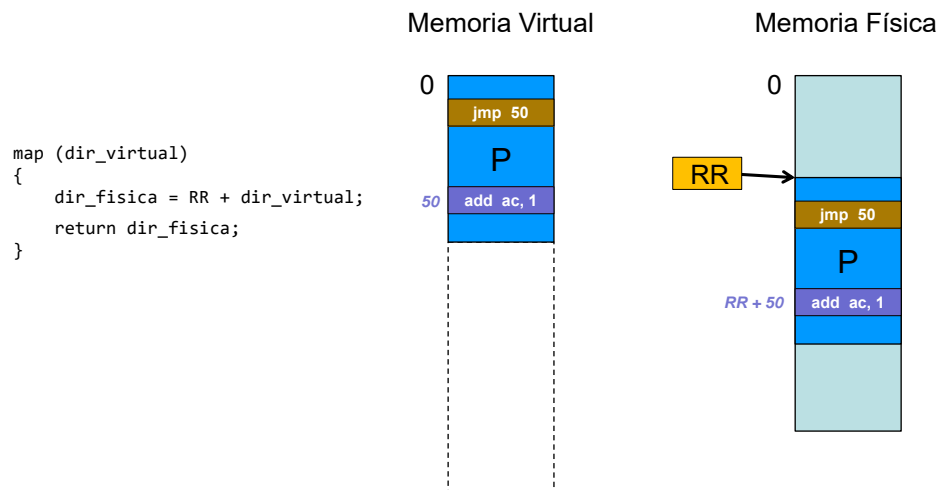 Memoria Virtual
Memoria Física
0
jmp 50
P
50
add ac, 1
map (dir_virtual)
{
dir_fisica = RR + dir_virtual;
return dir_fisica;
}
0
RR
jmp 50
P
RR + 50
add ac, 1